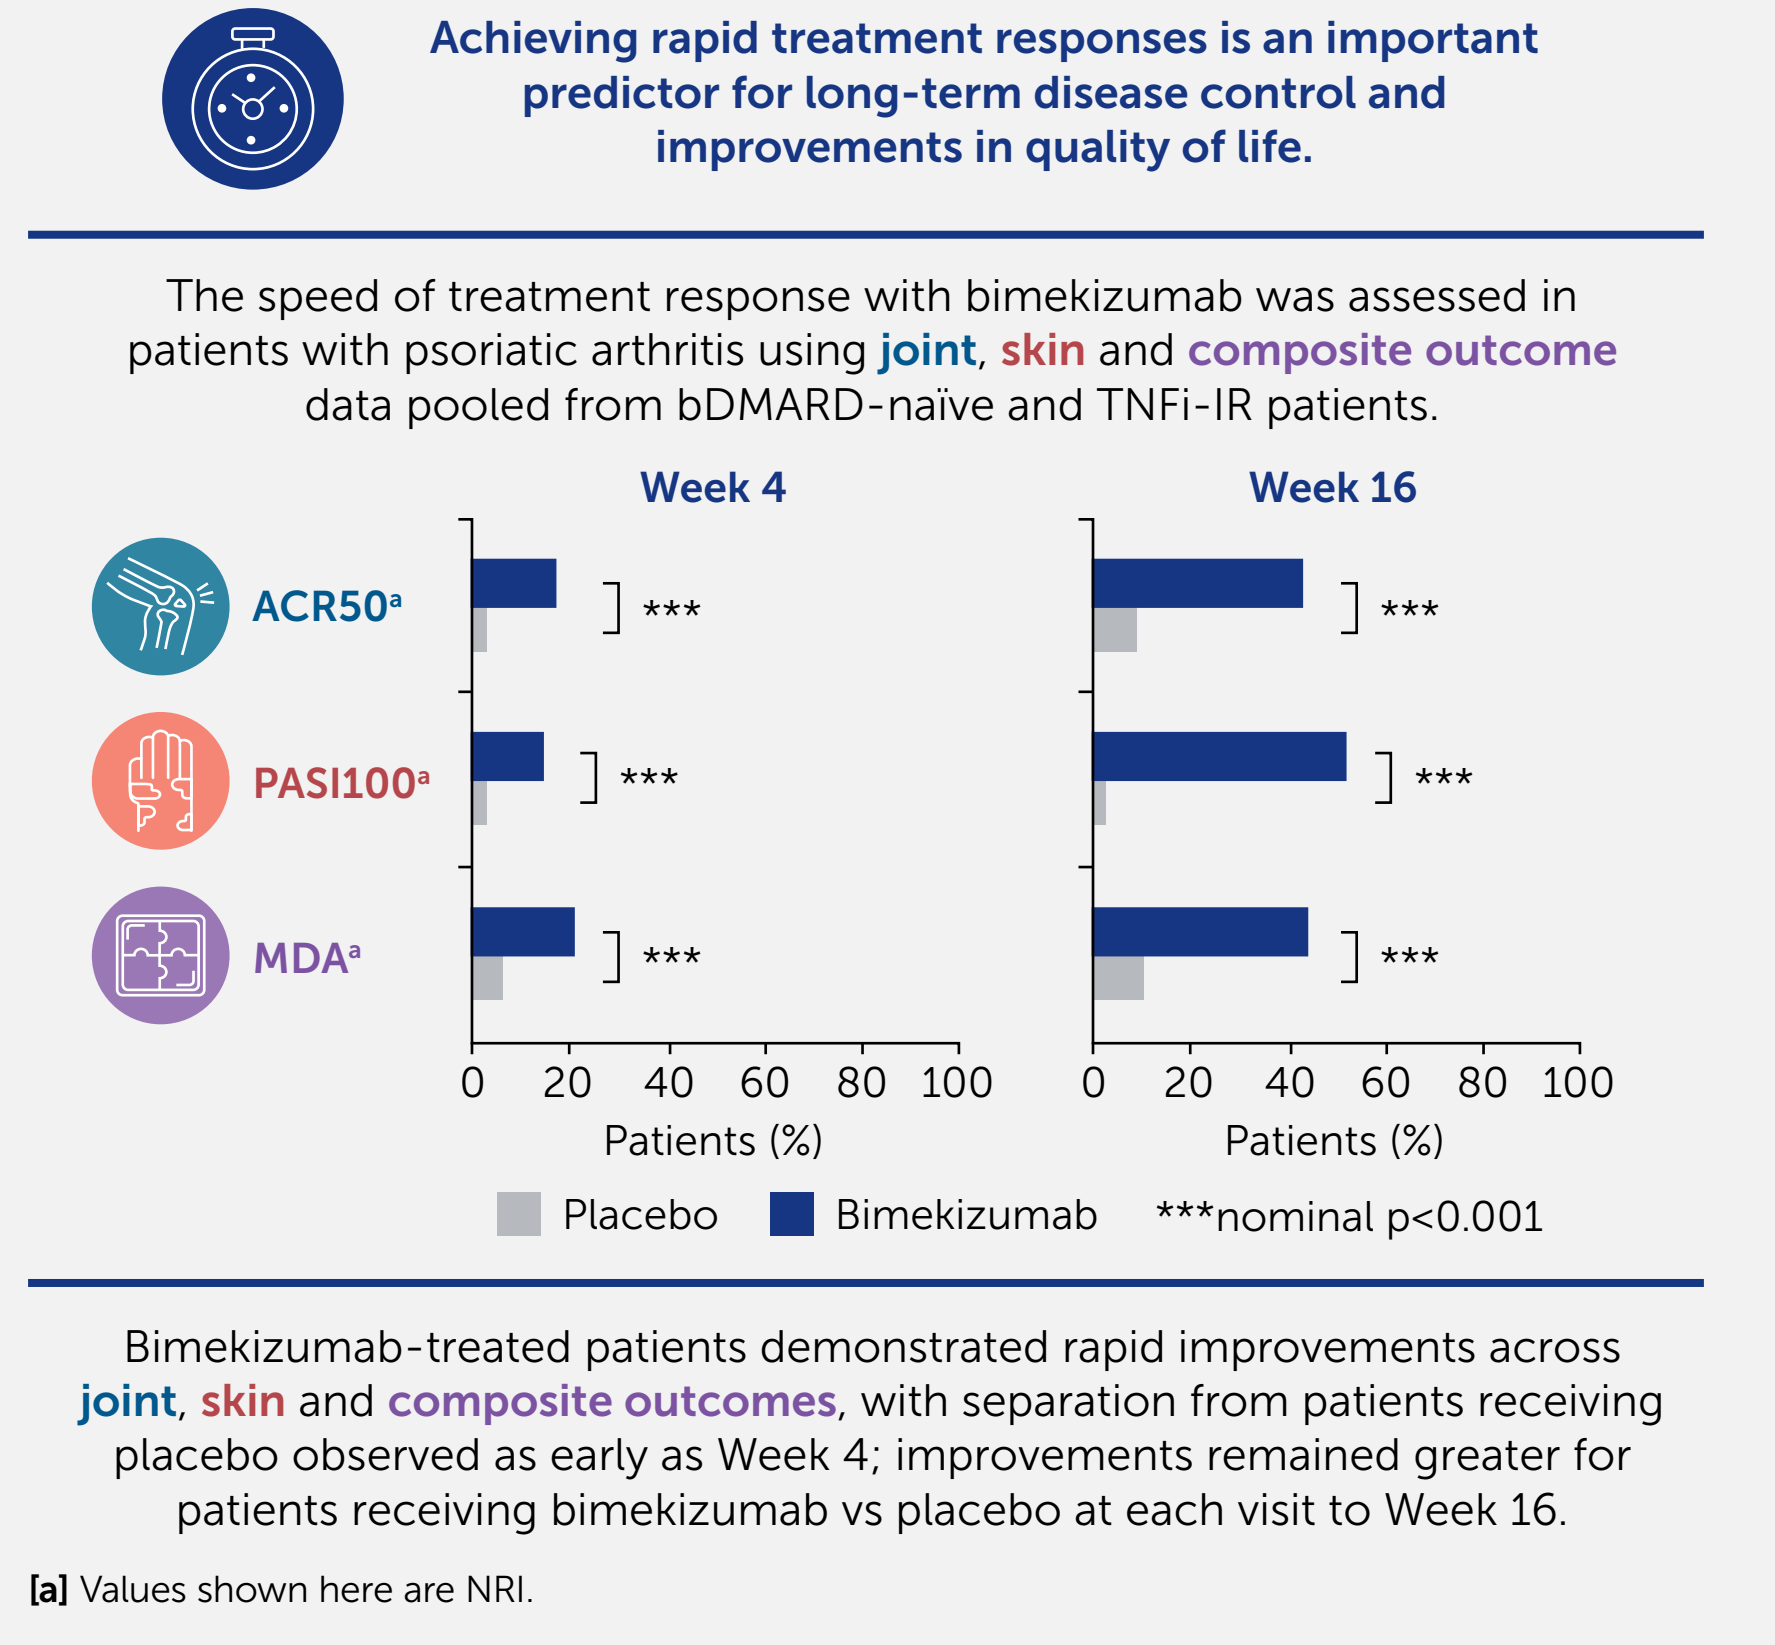 Achieving rapid treatment responses is an important
predictor for long-term disease control and
improvements in quality of life.
The speed of treatment response with bimekizumab was assessed in
patients with psoriatic arthritis using joint, skin and composite outcome
data pooled from bDMARD-naïve and TNFi-IR patients.
Week 4
Week 16
ACR50ᵃ
***
***
PASI100ᵃ
***
***
MDAᵃ
***
***
0 20 40 60 80 100
0 20 40 60 80 100
Patients (%)
Patients (%)
Placebo
Bimekizumab
***nominal p<0.001
Bimekizumab-treated patients demonstrated rapid improvements across
joint, skin and composite outcomes, with separation from patients receiving
placebo observed as early as Week 4; improvements remained greater for
patients receiving bimekizumab vs placebo at each visit to Week 16.
[a] Values shown here are NRI.